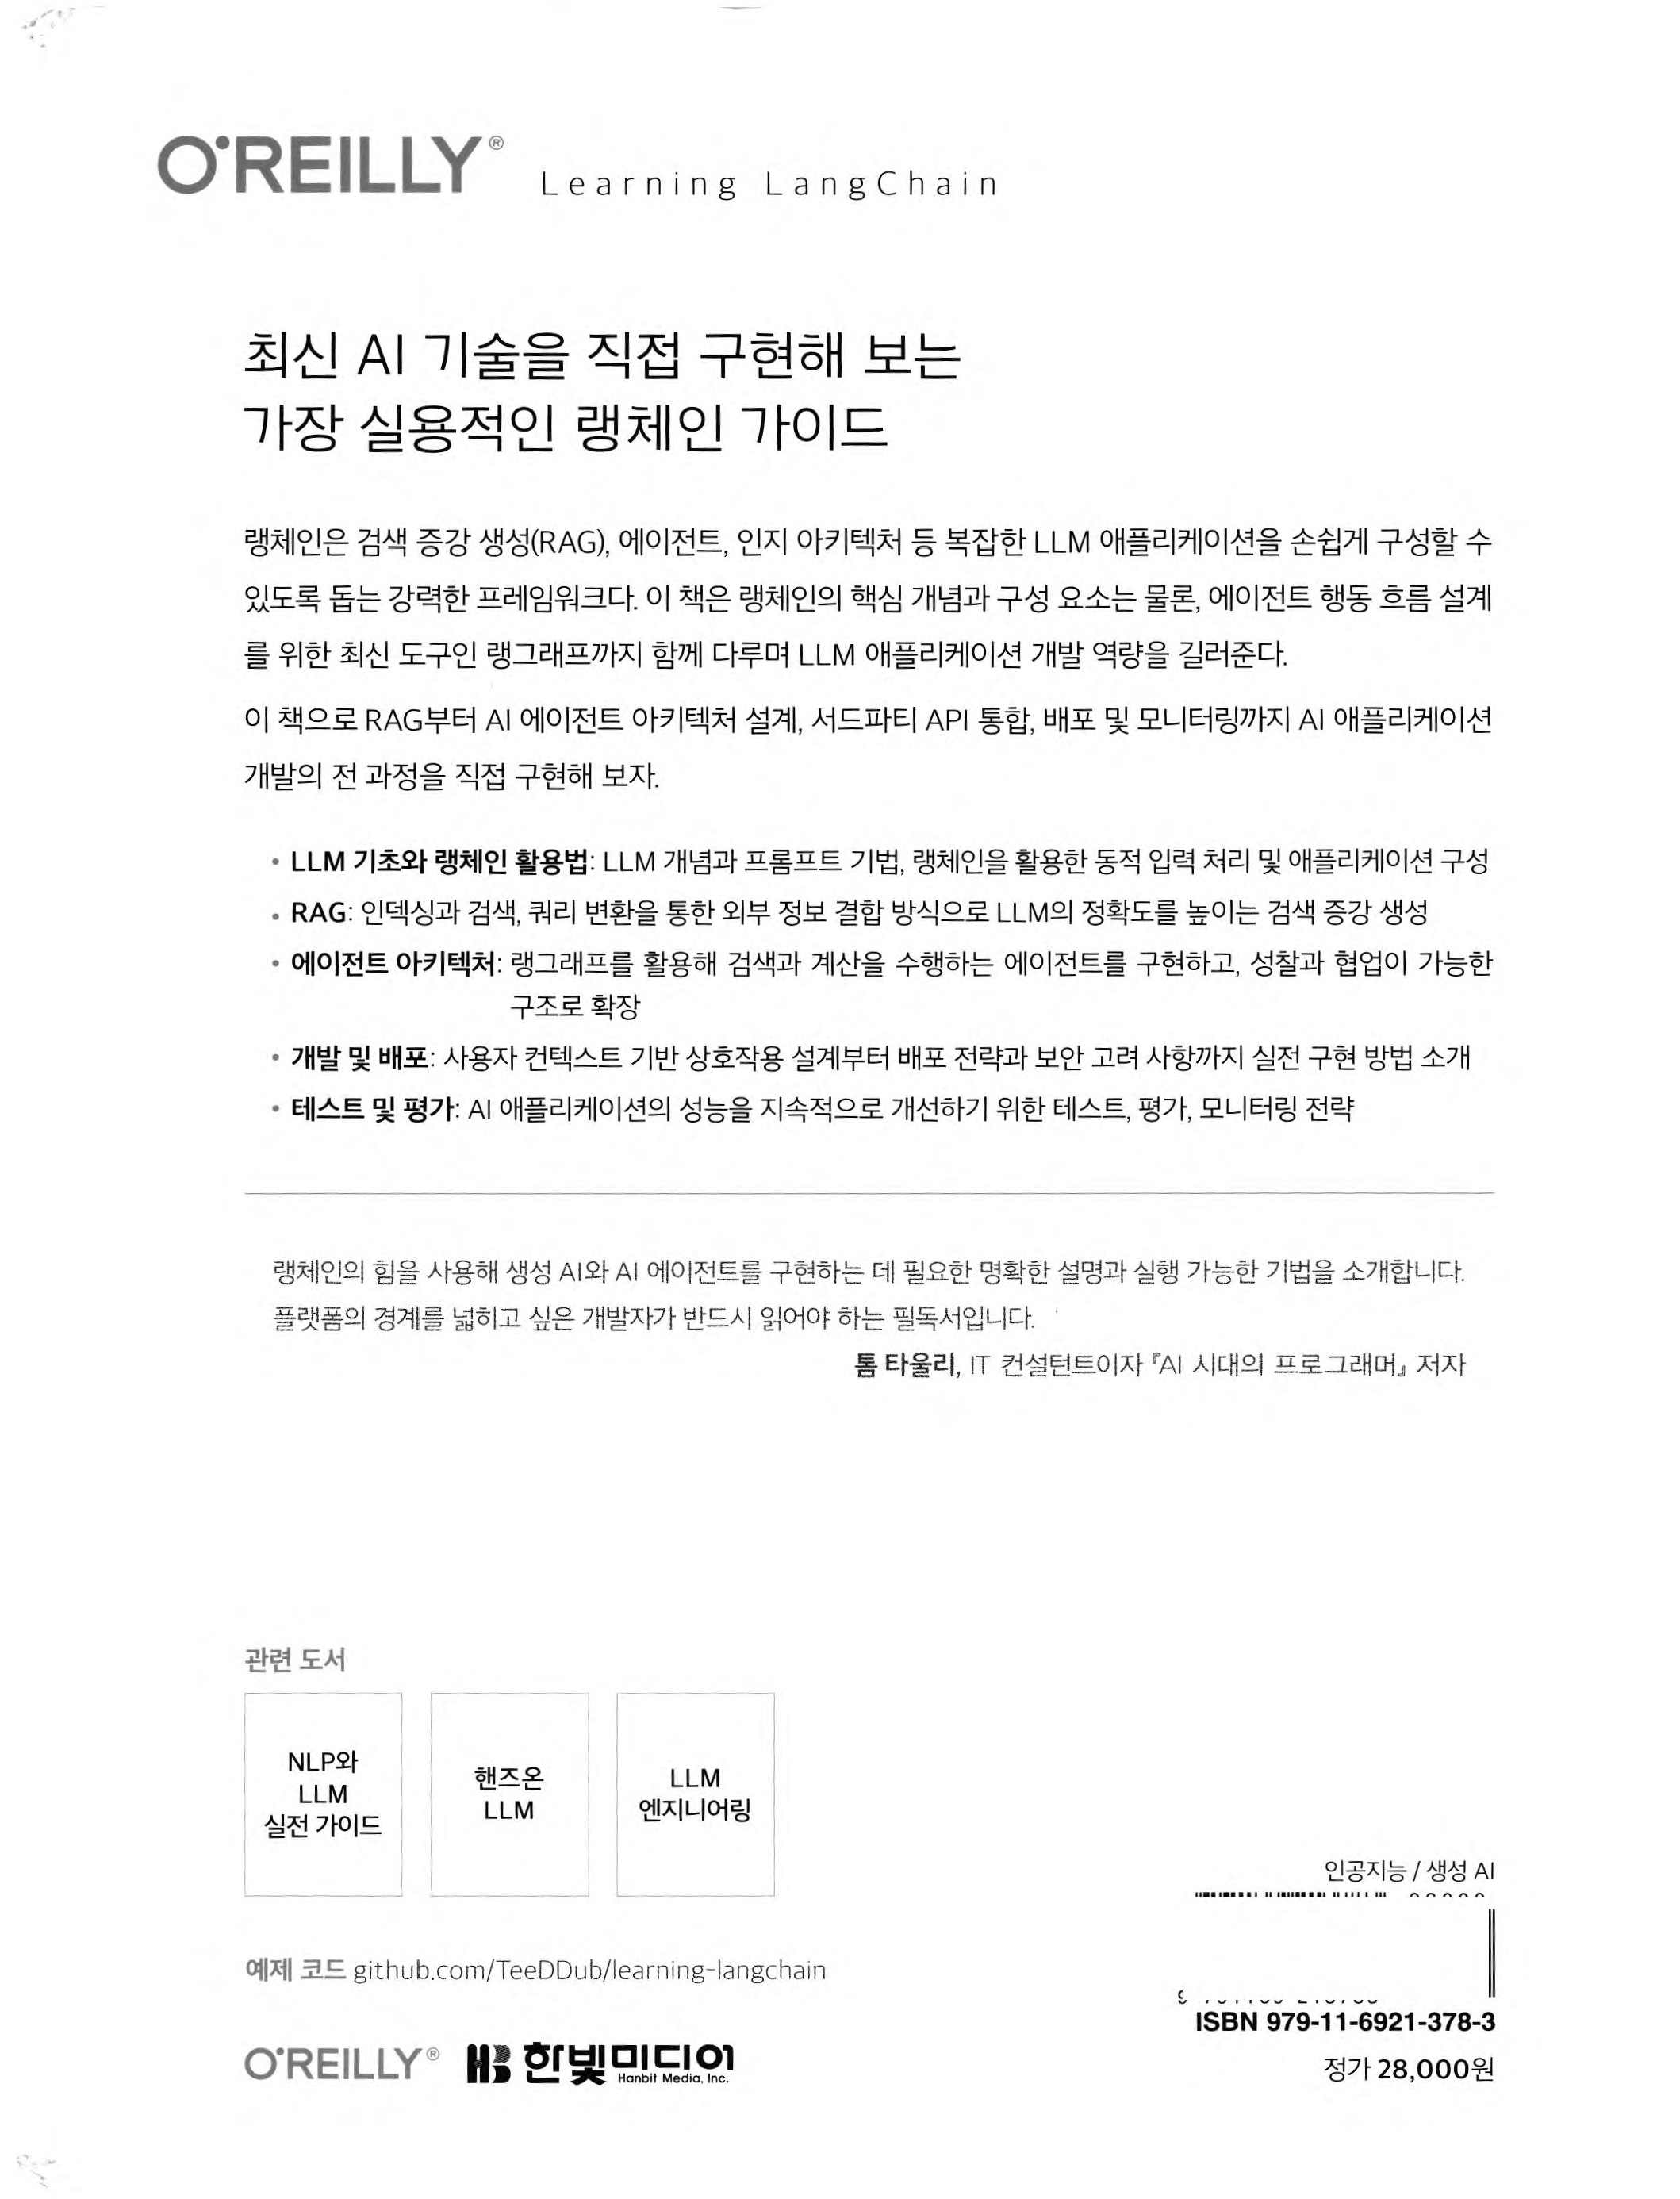 O'REILLY® Learning LangChain
최신 AI 기술을 직접 구현해 보는
가장 실용적인 랭체인 가이드
랭체인은 검색 증강 생성(RAG), 에이전트, 인지 아키텍처 등 복잡한 LLM 애플리케이션을 손쉽게 구성할 수
있도록 돕는 강력한 프레임워크다. 이 책은 랭체인의 핵심 개념과 구성 요소는 물론, 에이전트 행동 흐름 설계
를 위한 최신 도구인 랭그래프까지 함께 다루며 LLM 애플리케이션 개발 역량을 길러준다.
이 책으로 RAG부터 AI 에이전트 아키텍처 설계, 서드파티 API 통합, 배포 및 모니터링까지 AI 애플리케이션
개발의 전 과정을 직접 구현해 보자.
• LLM 기초와 랭체인 활용법: LLM 개념과 프롬프트 기법, 랭체인을 활용한 동적 입력 처리 및 애플리케이션 구성
• RAG: 인덱싱과 검색, 쿼리 변환을 통한 외부 정보 결합 방식으로 LLM의 정확도를 높이는 검색 증강 생성
• 에이전트 아키텍처: 랭그래프를 활용해 검색과 계산을 수행하는 에이전트를 구현하고, 성찰과 협업이 가능한
구조로 확장
• 개발 및 배포: 사용자 컨텍스트 기반 상호작용 설계부터 배포 전략과 보안 고려 사항까지 실전 구현 방법 소개
• 테스트 및 평가: AI 애플리케이션의 성능을 지속적으로 개선하기 위한 테스트, 평가, 모니터링 전략
랭체인의 힘을 사용해 생성 AI와 AI 에이전트를 구현하는 데 필요한 명확한 설명과 실행 가능한 기법을 소개합니다.
플랫폼의 경계를 넓히고 싶은 개발자가 반드시 읽어야 하는 필독서입니다.
톰 타울리, IT 컨설턴트이자 『AI 시대의 프로그래머』 저자
관련 도서
NLP와
LLM
실전 가이드
핸즈온
LLM
LLM
엔지니어링
인공지능 / 생성 AI
예제 코드 github.com/TeeDDub/learning-langchain
ISBN 979-11-6921-378-3
정가 28,000원
O'REILLY® HB 한빛미디어
Hanbit Media, Inc.